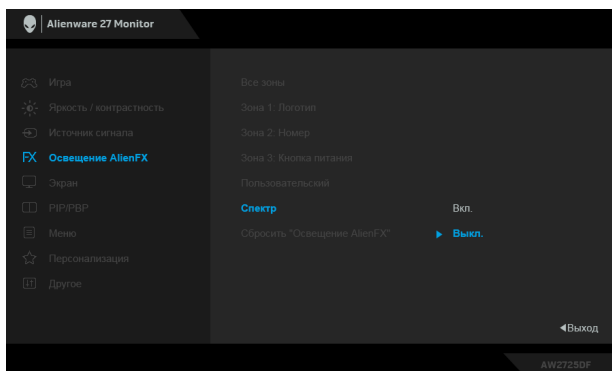 Alienware 27 Monitor
Игра
Яркость / контрастность
Источник сигнала
FX Освещение AlienFX
Экран
PIP/PBP
Меню
Персонализация
Другое
Все зоны
Зона 1: Логотип
Зона 2: Номер
Зона 3: Кнопка питания
Пользовательский
Спектр
Сбросить "Освещение AlienFX"
Вкл.
Выкл.
Выход
AW2725DF